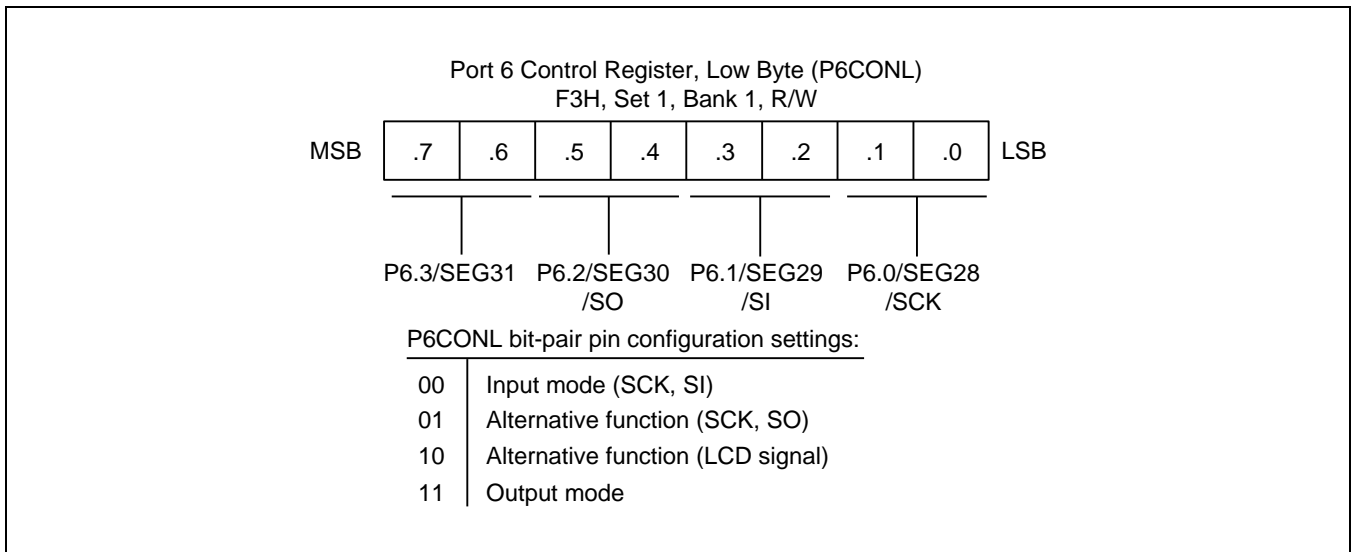 Port 6 Control Register, Low Byte (P6CONL)
F3H, Set 1, Bank 1, R/W
MSB .7 .6 .5 .4 .3 .2 .1 .0 LSB
P6.3/SEG31 P6.2/SEG30 P6.1/SEG29 P6.0/SEG28
/SO /SI /SCK
P6CONL bit-pair pin configuration settings:
00 Input mode (SCK, SI)
01 Alternative function (SCK, SO)
10 Alternative function (LCD signal)
11 Output mode